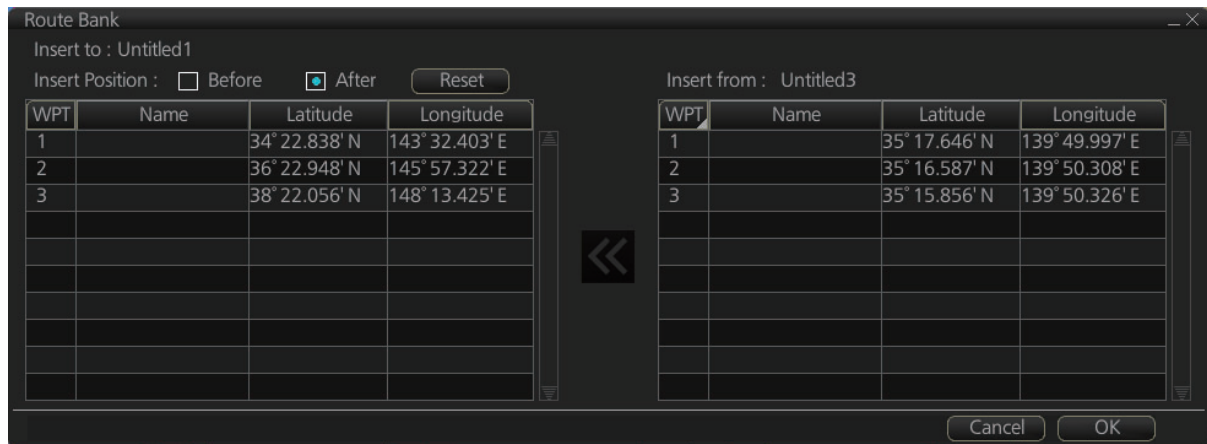 Route Bank
Insert to : Untitled1
Insert Position : Before After Reset Insert from : Untitled3
WPT Name Latitude Longitude WPT Name Latitude Longitude
1 34° 22.838' N 143° 32.403' E 1 35° 17.646' N 139° 49.997' E
2 36° 22.948' N 145° 57.322' E 2 35° 16.587' N 139° 50.308' E
3 38° 22.056' N 148° 13.425' E 3 35° 15.856' N 139° 50.326' E
Cancel OK